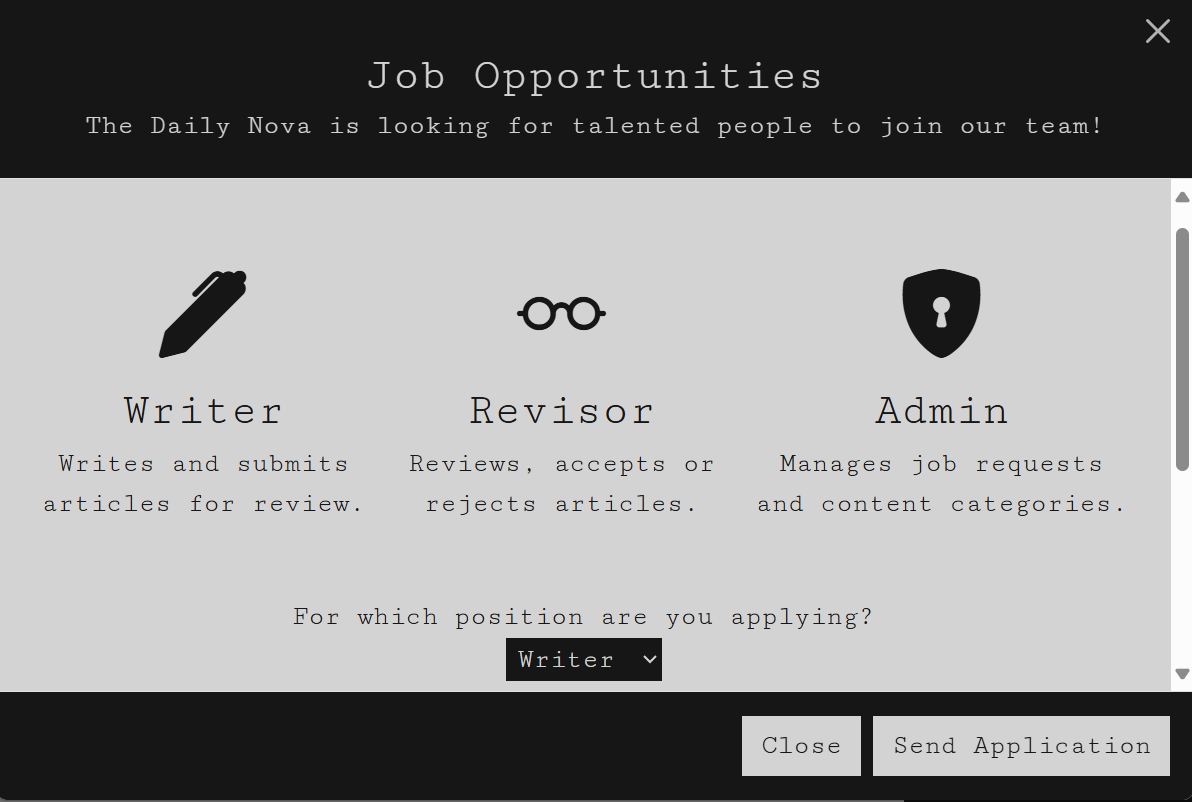 Job Opportunities
The Daily Nova is looking for talented people to join our team!
Writer
Writes and submits
articles for review.
Revisor
Reviews, accepts or
rejects articles.
Admin
Manages job requests
and content categories.
For which position are you applying?
Writer
Close
Send Application